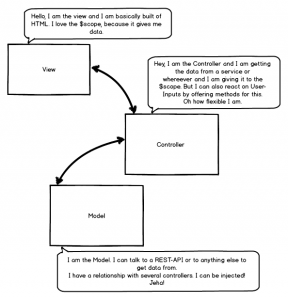 Hello, I am the view and I am basically built of
HTML. I love the $scope, because it gives me
data.
View
Hey, I am the Controller and I am getting
the data from a service or
whereever and I am giving it to the
$scope. But I can also react on User-
Inputs by offering methods for this.
Oh how flexible I am.
Controller
Model
I am the Model. I can talk to a REST-API or to anything else to
get data from.
I have a relationship with several controllers. I can be injected!
Jeha!